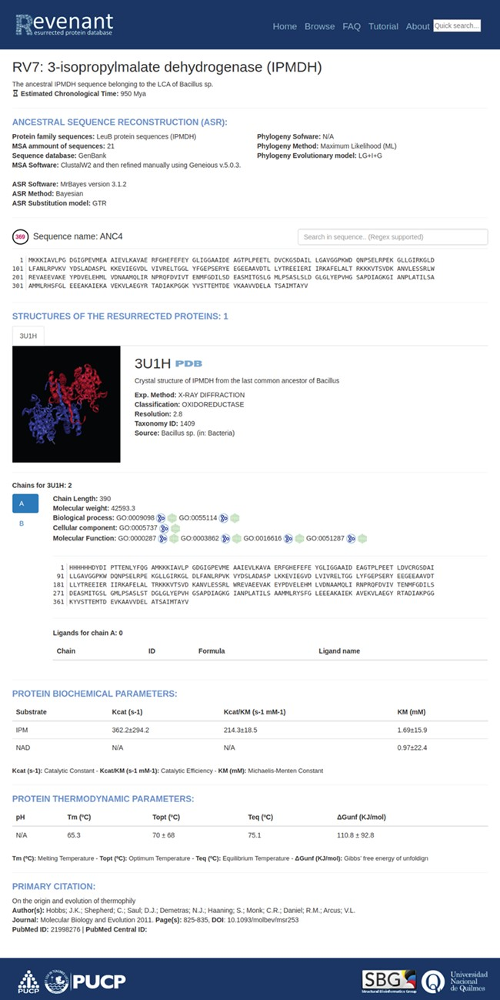 Revenant
esurrected protein database
Home Browse FAQ Tutorial About Quick search...
RV7: 3-isopropylmalate dehydrogenase (IPMDH)
The ancestral IPMDH sequence belonging to the LCA of Bacillus sp.
Estimated Chronological Time: 950 Mya
ANCESTRAL SEQUENCE RECONSTRUCTION (ASR):
Protein family sequences: LeuB protein sequences (IPMDH)
MSA ammount of sequences: 21
Sequence database: GenBank
MSA Software: ClustalW2 and then refined manually using Geneious v.5.0.3.
Phylogeny Sofware: N/A
Phylogeny Method: Maximum Likelihood (ML)
Phylogeny Evolutionary model: LG+I+G
ASR Software: MrBayes version 3.1.2
ASR Method: Bayesian
ASR Substitution model: GTR
369 Sequence name: ANC4
Search in sequence.. (Regex supported)
1 MKKKIAVLPG DGIGPEVMEA AIEVLKAVAE RFGHEFEFEY GLIGGAAIDE AGTPLPEETL DVCKGSDAIL LGAVGGPKWD QNPSELRPEK GLLGIRKGLD
101 LFANLRPVKV YDSLADASPL KKEVIEGVDL VIVRELTGGL YFGEPSERYE EGEEAAVDTL LYTREEIERI IRKAFELALT RKKKVTSVDK ANVLESSRLW
201 REVAEEVAKE YPDVELEHML VDNAAMQLIR NPRQFDVIVT ENMFGDILSD EASMITGSLG MLPSASLSLD GLGLYEPVHG SAPDIAGKGI ANPLATILSA
301 AMMLRHSFGL EEEAKAIEKA VEKVLAEGYR TADIAKPGGK YVSTTEMTDE VKAAVVDELA TSAIMTAYV
STRUCTURES OF THE RESURRECTED PROTEINS: 1
3U1H
3U1H PDB
Crystal structure of IPMDH from the last common ancestor of Bacillus
Exp. Method: X-RAY DIFFRACTION
Classification: OXIDOREDUCTASE
Resolution: 2.8
Taxonomy ID: 1409
Source: Bacillus sp. (in: Bacteria)
Chains for 3U1H: 2
A
B
Chain Length: 390
Molecular weight: 42593.3
Biological process: GO:0009098 GO:0055114
Cellular component: GO:0005737
Molecular Function: GO:0000287 GO:0003862 GO:0016616 GO:0051287
1 HHHHHHDYDI PTTENLYFQG AMKKKIAVLP GDGIGPEVME AAIEVLKAVA ERFGHEFEFE YGLIGGAAID EAGTPLPEET LDVCRGSDAI
91 LLGAVGGPKW DQNPSELRPE KGLLGIRKGL DLFANLRPVK VYDSLADASP LKKEVIEGVD LVIVRELTGG LYFGEPSERY EEGEEAAVDT
181 LLYTREEIER IIRKAFELAL TRKKKVTSVD KANVLESSRL WREVAEEVAK EYPDVELEHM LVDNAAMQLI RNPRQFDVIV TENMFGDILS
271 DEASMITGSL GMLPSASLST DGLGLYEPVH GSAPDIAGKG IANPLATILS AAMMLRYSFG LEEEAKAIEK AVEKVLAEGY RTADIAKPGG
361 KYVSTTEMTD EVKAAVVDEL ATSAIMTAYV
Ligands for chain A: 0
Chain ID Formula Ligand name
PROTEIN BIOCHEMICAL PARAMETERS:
Substrate Kcat (s-1) Kcat/KM (s-1 mM-1) KM (mM)
IPM 362.2±294.2 214.3±18.5 1.69±15.9
NAD N/A N/A 0.97±22.4
Kcat (s-1): Catalytic Constant - Kcat/KM (s-1 mM-1): Catalytic Efficiency - KM (mM): Michaelis-Menten Constant
PROTEIN THERMODYNAMIC PARAMETERS:
pH Tm (ºC) Topt (ºC) Teq (ºC) ΔGunf (KJ/mol)
N/A 65.3 70 ± 68 75.1 110.8 ± 92.8
Tm (ºC): Melting Temperature - Topt (ºC): Optimum Temperature - Teq (ºC): Equilibrium Temperature - ΔGunf (KJ/mol): Gibbs' free energy of unfoldign
PRIMARY CITATION:
On the origin and evolution of thermophily
Author(s): Hobbs; J.K.; Shepherd; C.; Saul; D.J.; Demetras; N.J.; Haaning; S.; Monk; C.R.; Daniel; R.M.; Arcus; V.L.
Journal: Molecular Biology and Evolution 2011. Page(s): 825-835, DOI: 10.1093/molbev/msr253
PubMed ID: 21998276 | PubMed Central ID:
PUCP
PUCP
SBG
Structural Bioinformatics Group
Universidad
Nacional
de Quilmes